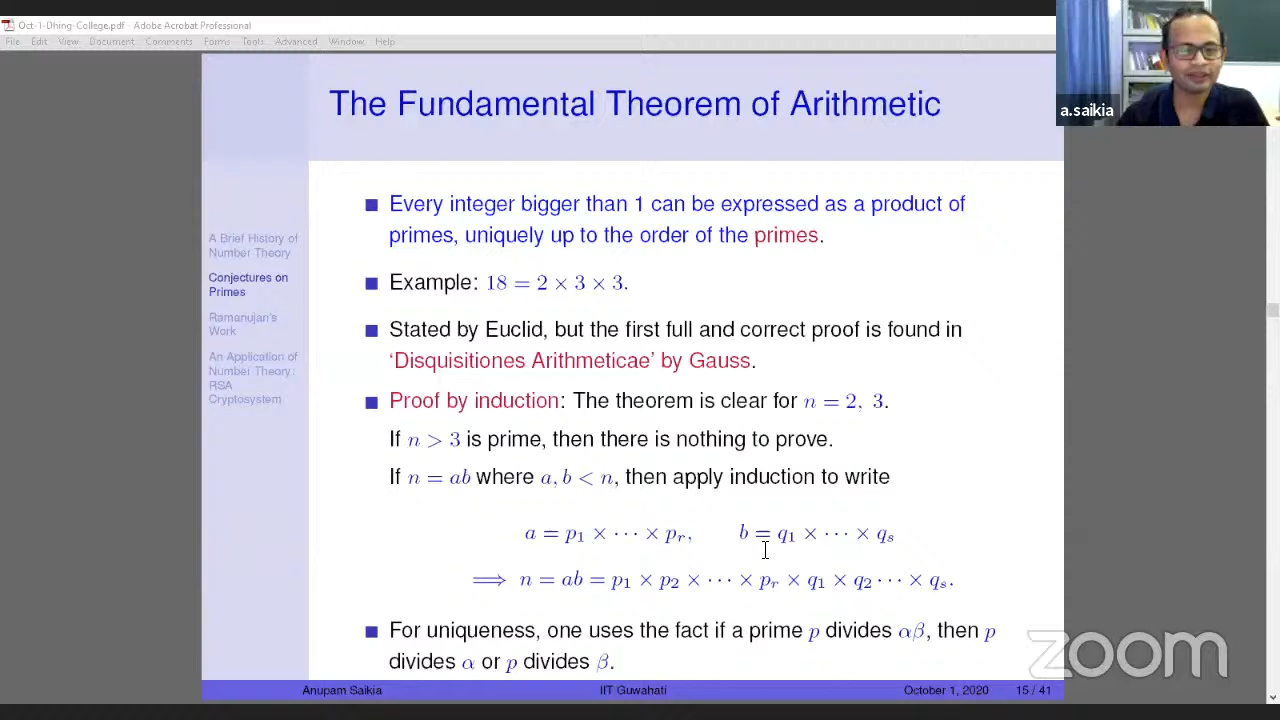 Oct-1-Dhing-College.pdf - Adobe Acrobat Professional
File Edit View Document Comments Forms Tools Advanced Window Help
a.saikia
The Fundamental Theorem of Arithmetic
A Brief History of
Number Theory
Conjectures on
Primes
Ramanujan's
Work
An Application of
Number Theory:
RSA
Cryptosystem
■ Every integer bigger than 1 can be expressed as a product of
primes, uniquely up to the order of the primes.
■ Example: 18 = 2 × 3 × 3.
■ Stated by Euclid, but the first full and correct proof is found in
‘Disquisitiones Arithmeticae’ by Gauss.
■ Proof by induction: The theorem is clear for n = 2, 3.
If n > 3 is prime, then there is nothing to prove.
If n = ab where a, b < n, then apply induction to write
a = p₁ × ⋯ × pᵣ, b = q₁ × ⋯ × qₛ
⟹ n = ab = p₁ × p₂ × ⋯ × pᵣ × q₁ × q₂ ⋯ × qₛ.
■ For uniqueness, one uses the fact if a prime p divides αβ, then p
divides α or p divides β.
Anupam Saikia IIT Guwahati October 1, 2020 15 / 41
zoom